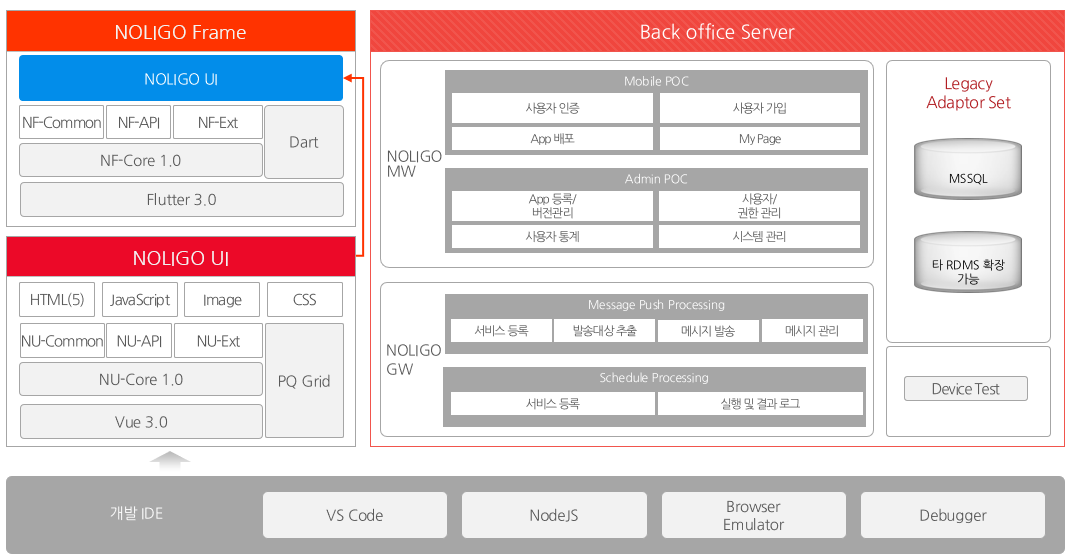 NOLIGO Frame
NOLIGO UI
NF-Common
NF-API
NF-Ext
Dart
NF-Core 1.0
Flutter 3.0
NOLIGO UI
HTML(5)
JavaScript
Image
CSS
NU-Common
NU-API
NU-Ext
PQ Grid
NU-Core 1.0
Vue 3.0
Back office Server
NOLIGO
MW
Mobile POC
사용자 인증
사용자 가입
App 배포
My Page
Admin POC
App 등록/
버전관리
사용자/
권한 관리
사용자 통계
시스템 관리
NOLIGO
GW
Message Push Processing
서비스 등록
발송대상 추출
메시지 발송
메시지 관리
Schedule Processing
서비스 등록
실행 및 결과 로그
Legacy
Adaptor Set
MSSQL
타 RDMS 확장
가능
Device Test
개발 IDE
VS Code
NodeJS
Browser
Emulator
Debugger